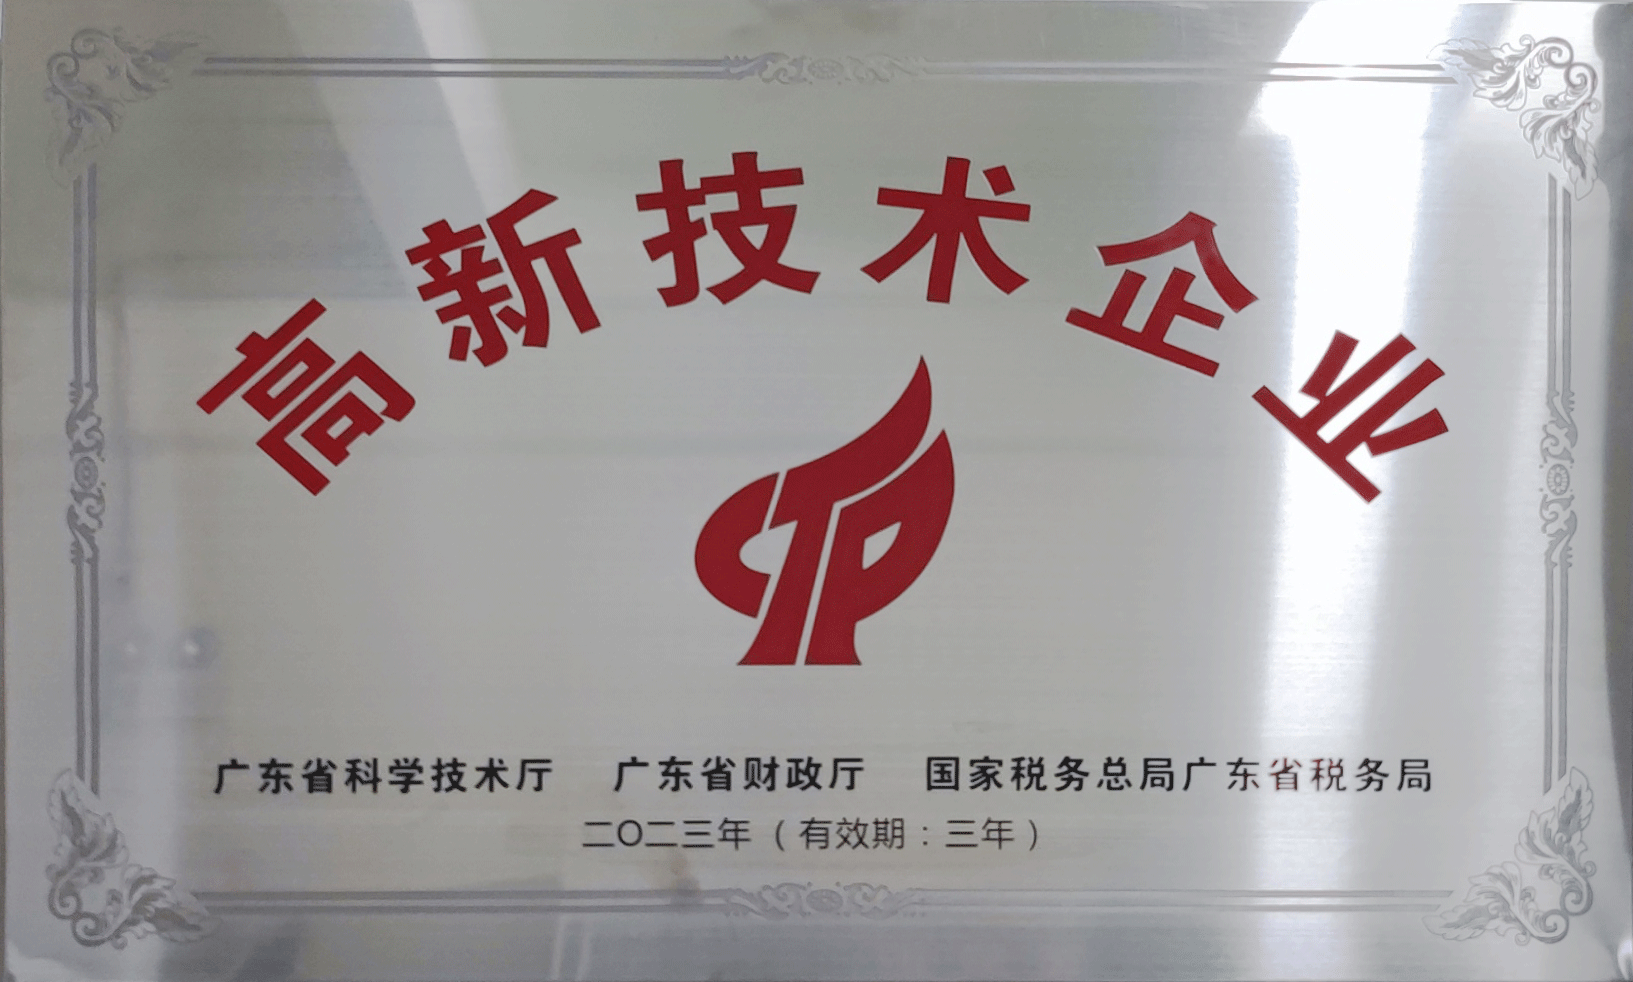 高新技术企业
广东省科学技术厅 广东省财政厅 国家税务总局广东省税务局
二〇二三年（有效期：三年）